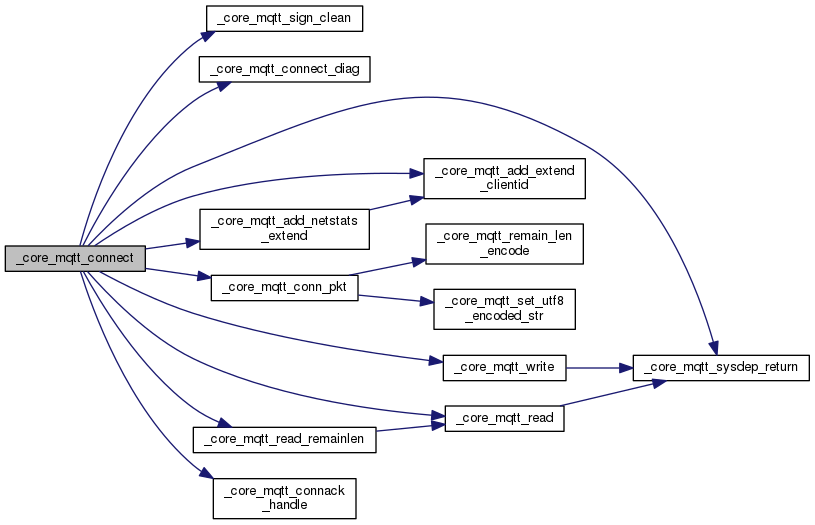 _core_mqtt_sign_clean
_core_mqtt_connect_diag
_core_mqtt_add_extend
_clientid
_core_mqtt_add_netstats
_extend
_core_mqtt_remain_len
_encode
_core_mqtt_connect
_core_mqtt_conn_pkt
_core_mqtt_set_utf8
_encoded_str
_core_mqtt_write
_core_mqtt_sysdep_return
_core_mqtt_read
_core_mqtt_read_remainlen
_core_mqtt_connack
_handle